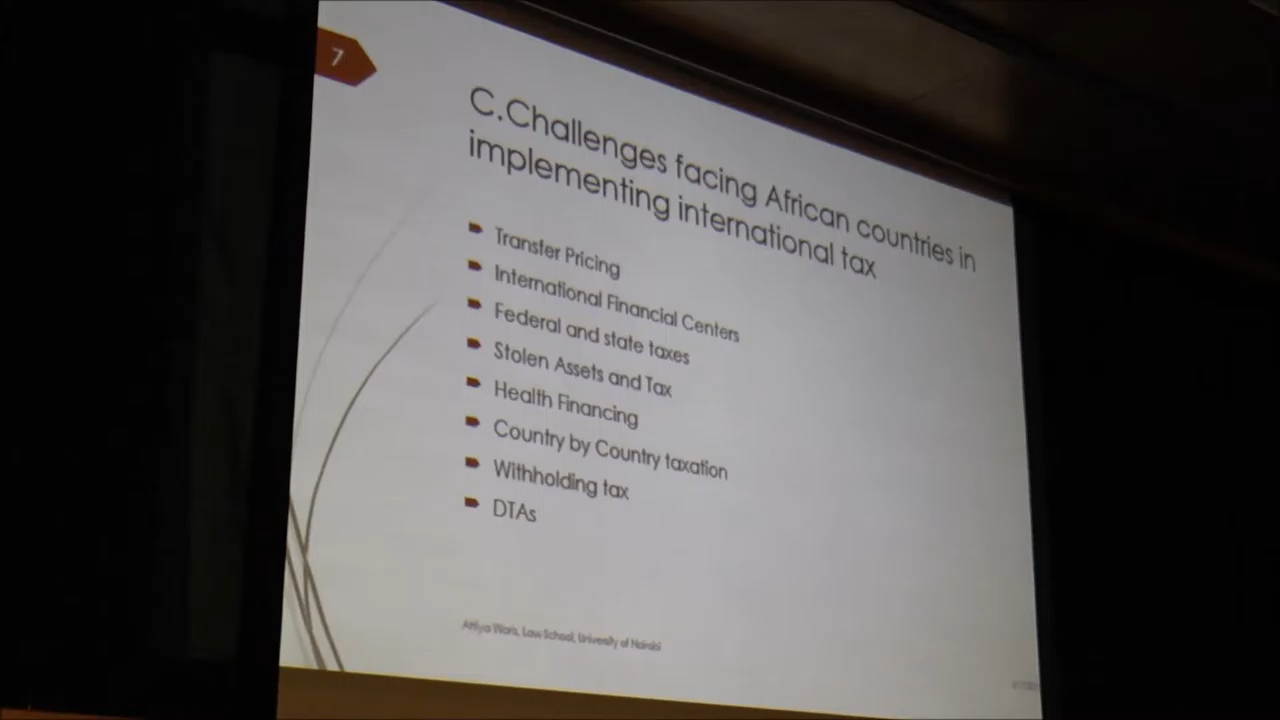 7
C.Challenges facing African countries in
implementing international tax
Transfer Pricing
International Financial Centers
Federal and state taxes
Stolen Assets and Tax
Health Financing
Country by Country taxation
Withholding tax
DTAs
Attiya Waris, Law School, University of Nairobi